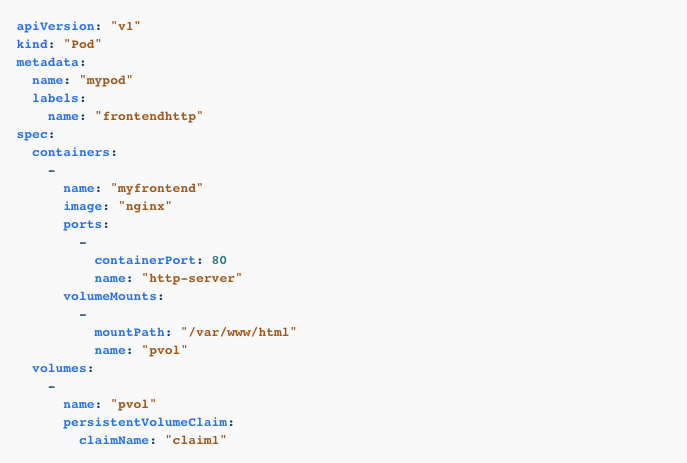 apiVersion: "v1"
kind: "Pod"
metadata:
  name: "mypod"
  labels:
    name: "frontendhttp"
spec:
  containers:
    -
      name: "myfrontend"
      image: "nginx"
      ports:
        -
          containerPort: 80
          name: "http-server"
      volumeMounts:
        -
          mountPath: "/var/www/html"
          name: "pvol"
  volumes:
    -
      name: "pvol"
      persistentVolumeClaim:
        claimName: "claim1"